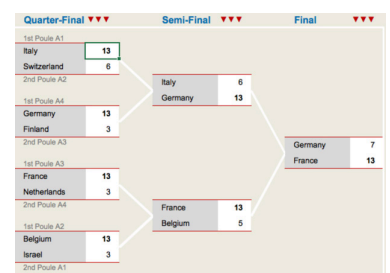 Quarter-Final ▼▼▼ Semi-Final ▼▼▼ Final ▼▼▼
1st Poule A1
Italy 13
Switzerland 6
2nd Poule A2
1st Poule A4
Germany 13
Finland 3
2nd Poule A3
1st Poule A3
France 13
Netherlands 3
2nd Poule A4
1st Poule A2
Belgium 13
Israel 3
2nd Poule A1
Italy 6
Germany 13
France 13
Belgium 5
Germany 7
France 13